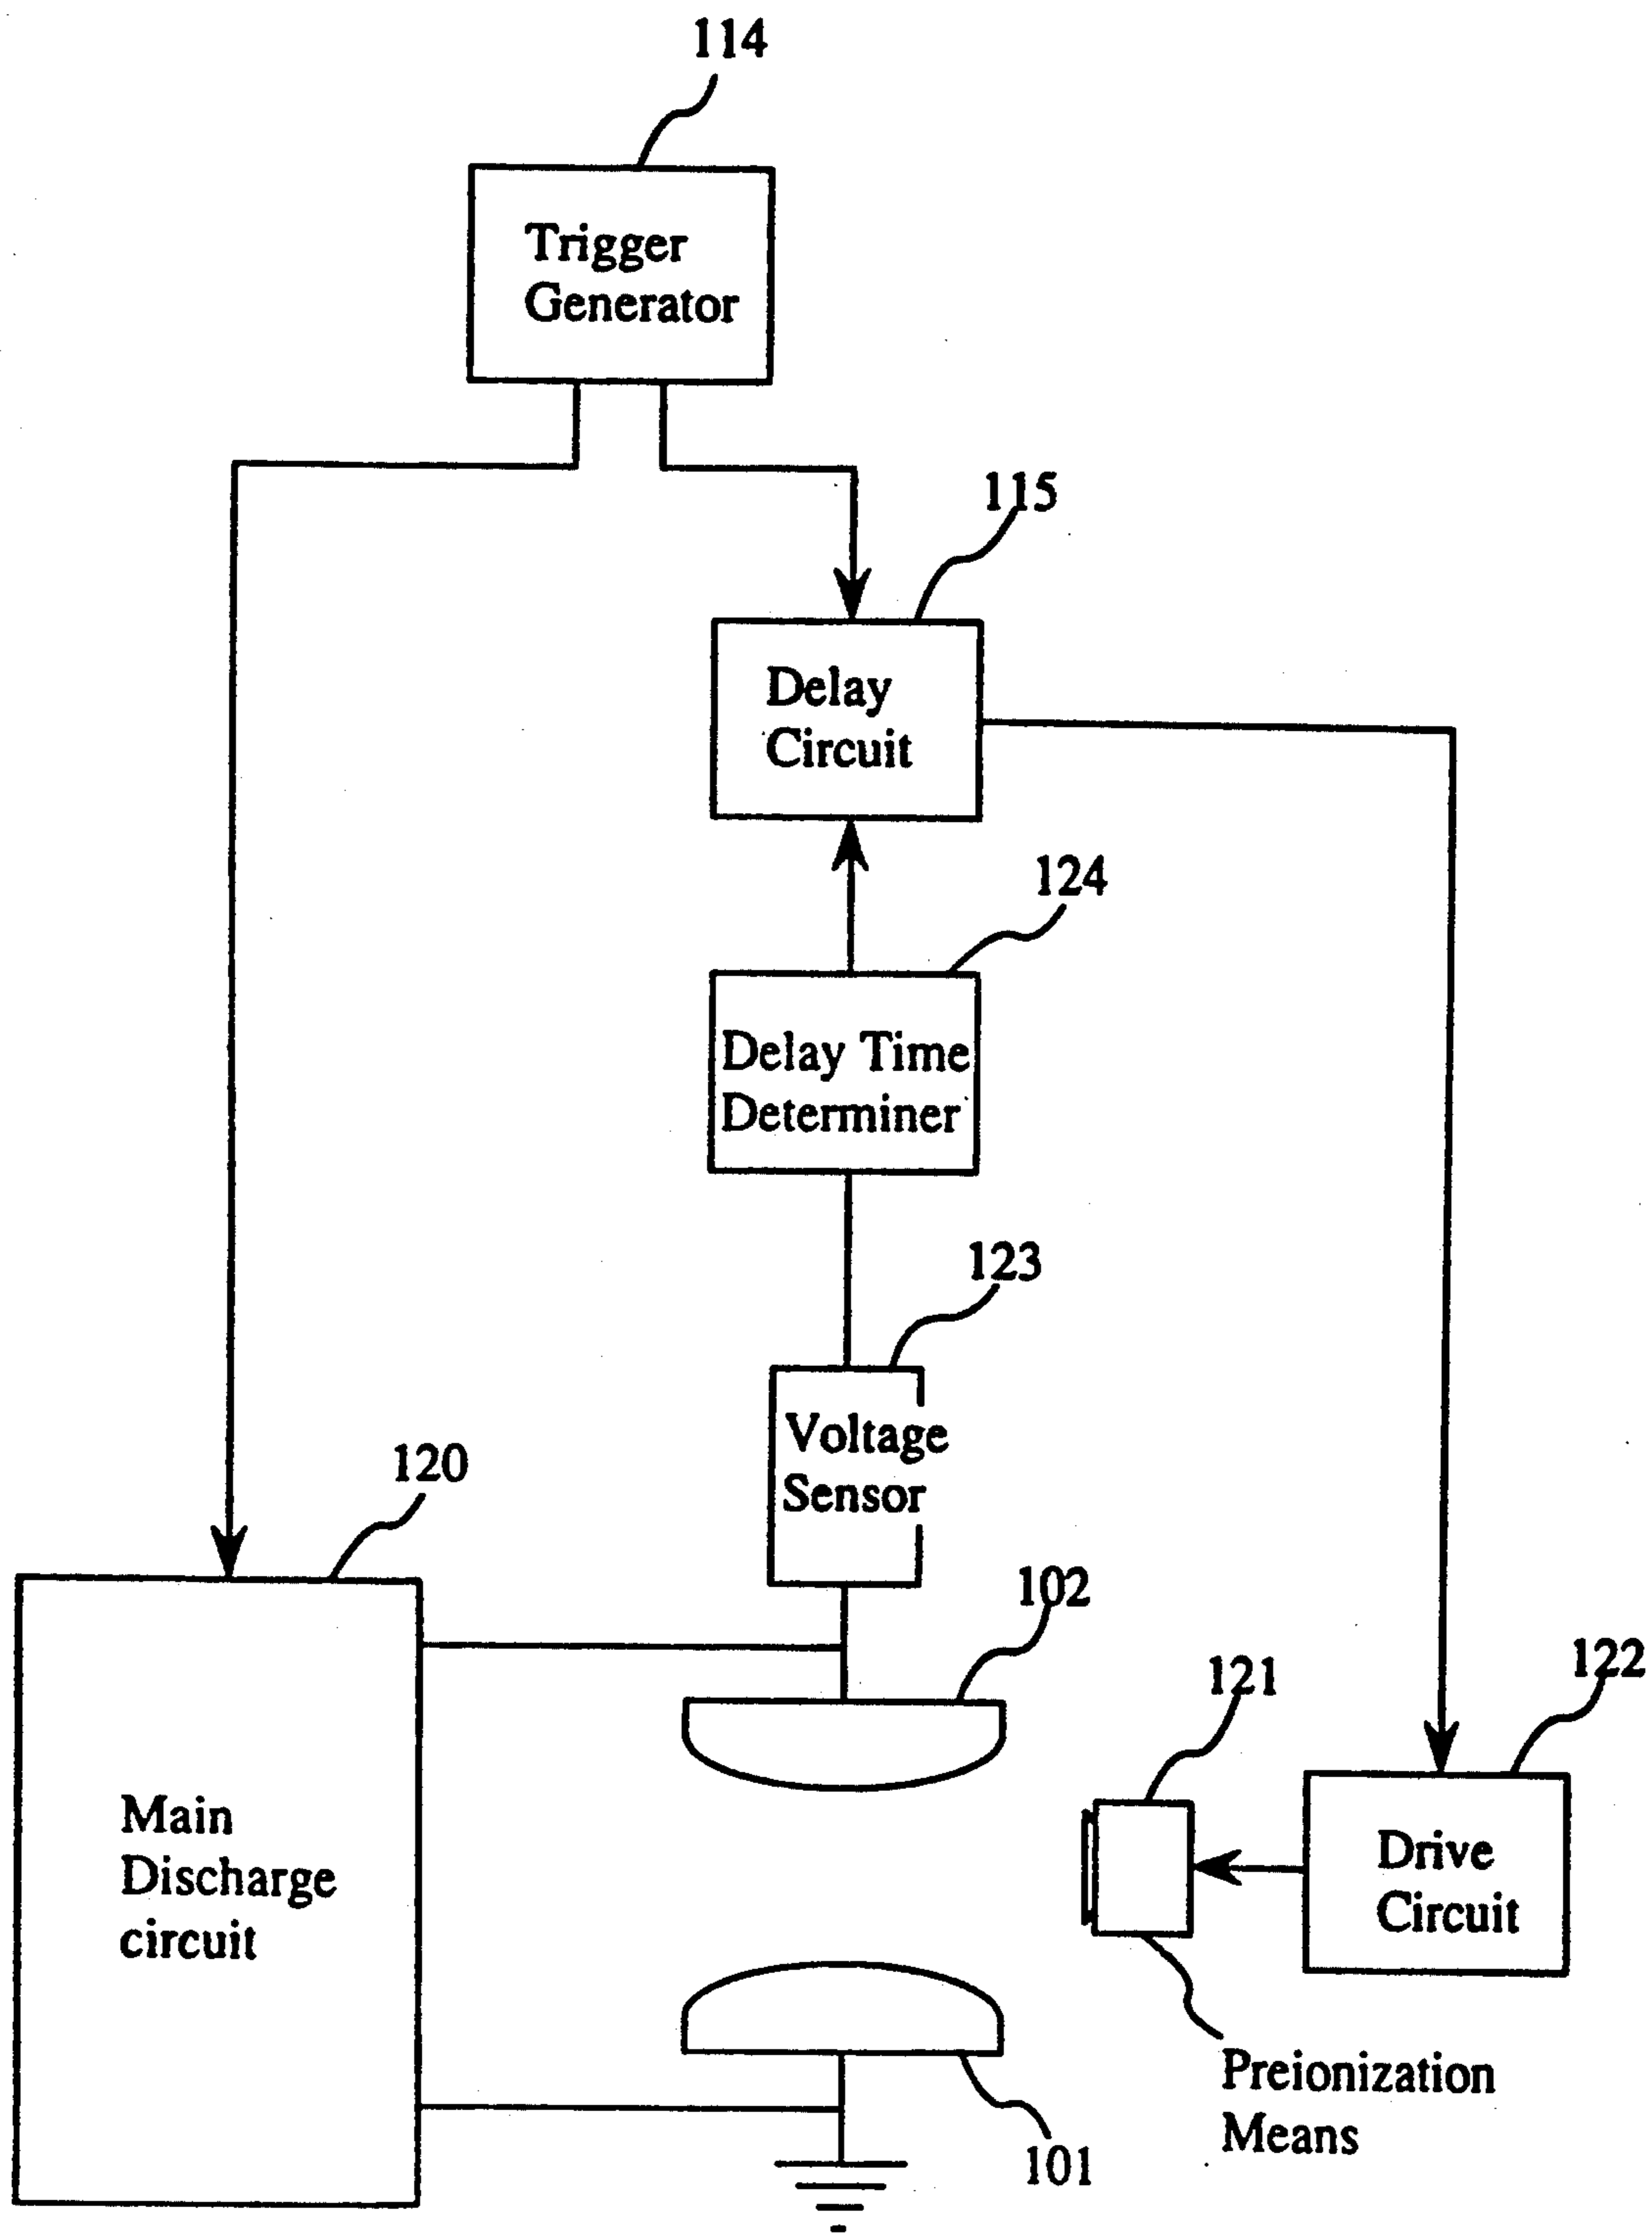 114
Trigger
Generator
115
Delay
Circuit
124
Delay Time
Determiner
123
Voltage
Sensor
120
102
121
122
Main
Discharge
circuit
Drive
Circuit
Preionization
Means
101